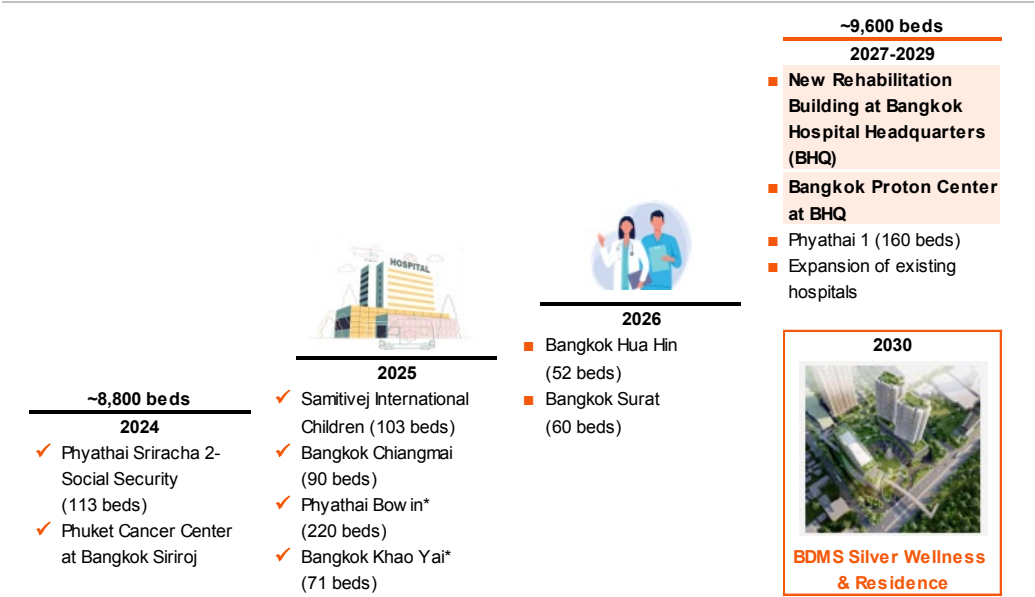 ~8,800 beds
2024
Phyathai Sriracha 2-
Social Security
(113 beds)
Phuket Cancer Center
at Bangkok Siriroj
HOSPITAL
2025
Samitivej International
Children (103 beds)
Bangkok Chiangmai
(90 beds)
Phyathai Bowin*
(220 beds)
Bangkok Khao Yai*
(71 beds)
2026
Bangkok Hua Hin
(52 beds)
Bangkok Surat
(60 beds)
~9,600 beds
2027-2029
New Rehabilitation
Building at Bangkok
Hospital Headquarters
(BHQ)
Bangkok Proton Center
at BHQ
Phyathai 1 (160 beds)
Expansion of existing
hospitals
2030
BDMS Silver Wellness
& Residence